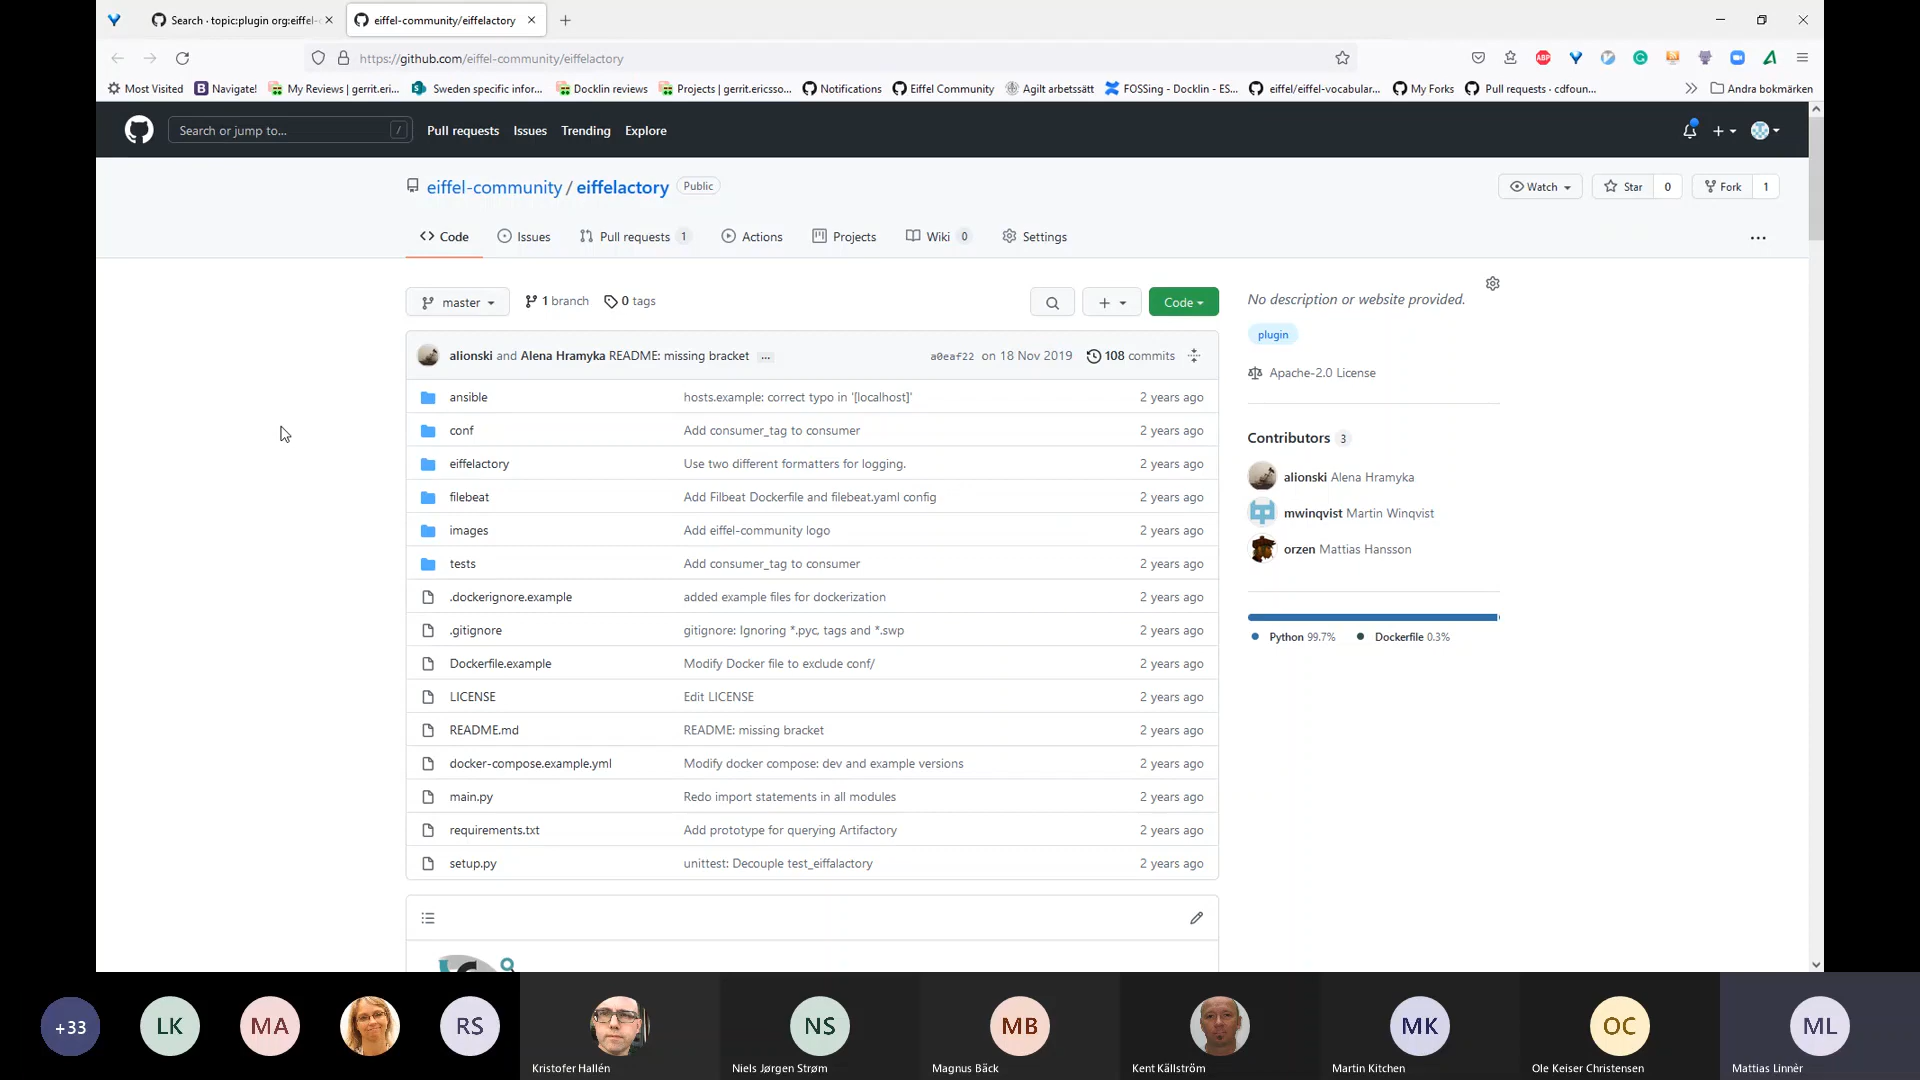 Search · topic:plugin org:eiffel-
eiffel-community/eiffelactory
https://github.com/eiffel-community/eiffelactory
ABP
Most Visited
Navigate!
My Reviews | gerrit.eri...
Sweden specific infor...
Docklin reviews
Projects | gerrit.ericsso...
Notifications
Eiffel Community
Agilt arbetssätt
FOSSing - Docklin - ES...
eiffel/eiffel-vocabular...
My Forks
Pull requests · cdfoun...
Andra bokmärken
Search or jump to... /
Pull requests
Issues
Trending
Explore
eiffel-community / eiffelactory Public
Watch
Star 0
Fork 1
Code
Issues
Pull requests 1
Actions
Projects
Wiki 0
Settings
master
1 branch
0 tags
Code
alionski and Alena Hramyka README: missing bracket ...
a0eaf22 on 18 Nov 2019 108 commits
ansible hosts.example: correct typo in '[localhost]' 2 years ago
conf Add consumer_tag to consumer 2 years ago
eiffelactory Use two different formatters for logging. 2 years ago
filebeat Add Filbeat Dockerfile and filebeat.yaml config 2 years ago
images Add eiffel-community logo 2 years ago
tests Add consumer_tag to consumer 2 years ago
.dockerignore.example added example files for dockerization 2 years ago
.gitignore gitignore: Ignoring *.pyc, tags and *.swp 2 years ago
Dockerfile.example Modify Docker file to exclude conf/ 2 years ago
LICENSE Edit LICENSE 2 years ago
README.md README: missing bracket 2 years ago
docker-compose.example.yml Modify docker compose: dev and example versions 2 years ago
main.py Redo import statements in all modules 2 years ago
requirements.txt Add prototype for querying Artifactory 2 years ago
setup.py unittest: Decouple test_eiffalactory 2 years ago
No description or website provided.
plugin
Apache-2.0 License
Contributors 3
alionski Alena Hramyka
mwinqvist Martin Winqvist
orzen Mattias Hansson
Python 99.7% Dockerfile 0.3%
+33
LK
MA
RS
Kristofer Hallén
NS
Niels Jørgen Strøm
MB
Magnus Bäck
Kent Källström
MK
Martin Kitchen
OC
Ole Keiser Christensen
ML
Mattias Linnèr